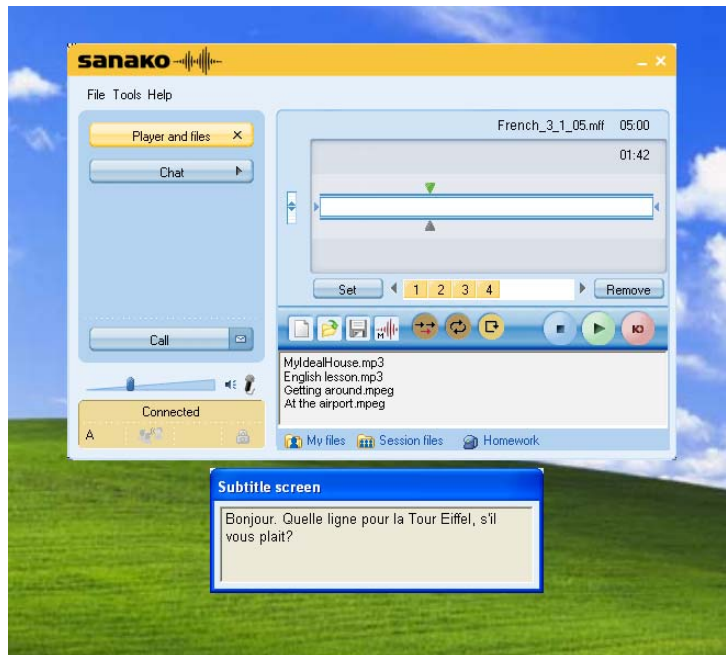 sanako
File Tools Help
Player and files
Chat
Call
Connected
A
French_3_1_05.mff 05:00
01:42
Set 1 2 3 4 Remove
M
MyIdealHouse.mp3
English lesson.mp3
Getting around.mpeg
At the airport.mpeg
My files Session files Homework
Subtitle screen
Bonjour. Quelle ligne pour la Tour Eiffel, s'il
vous plait?